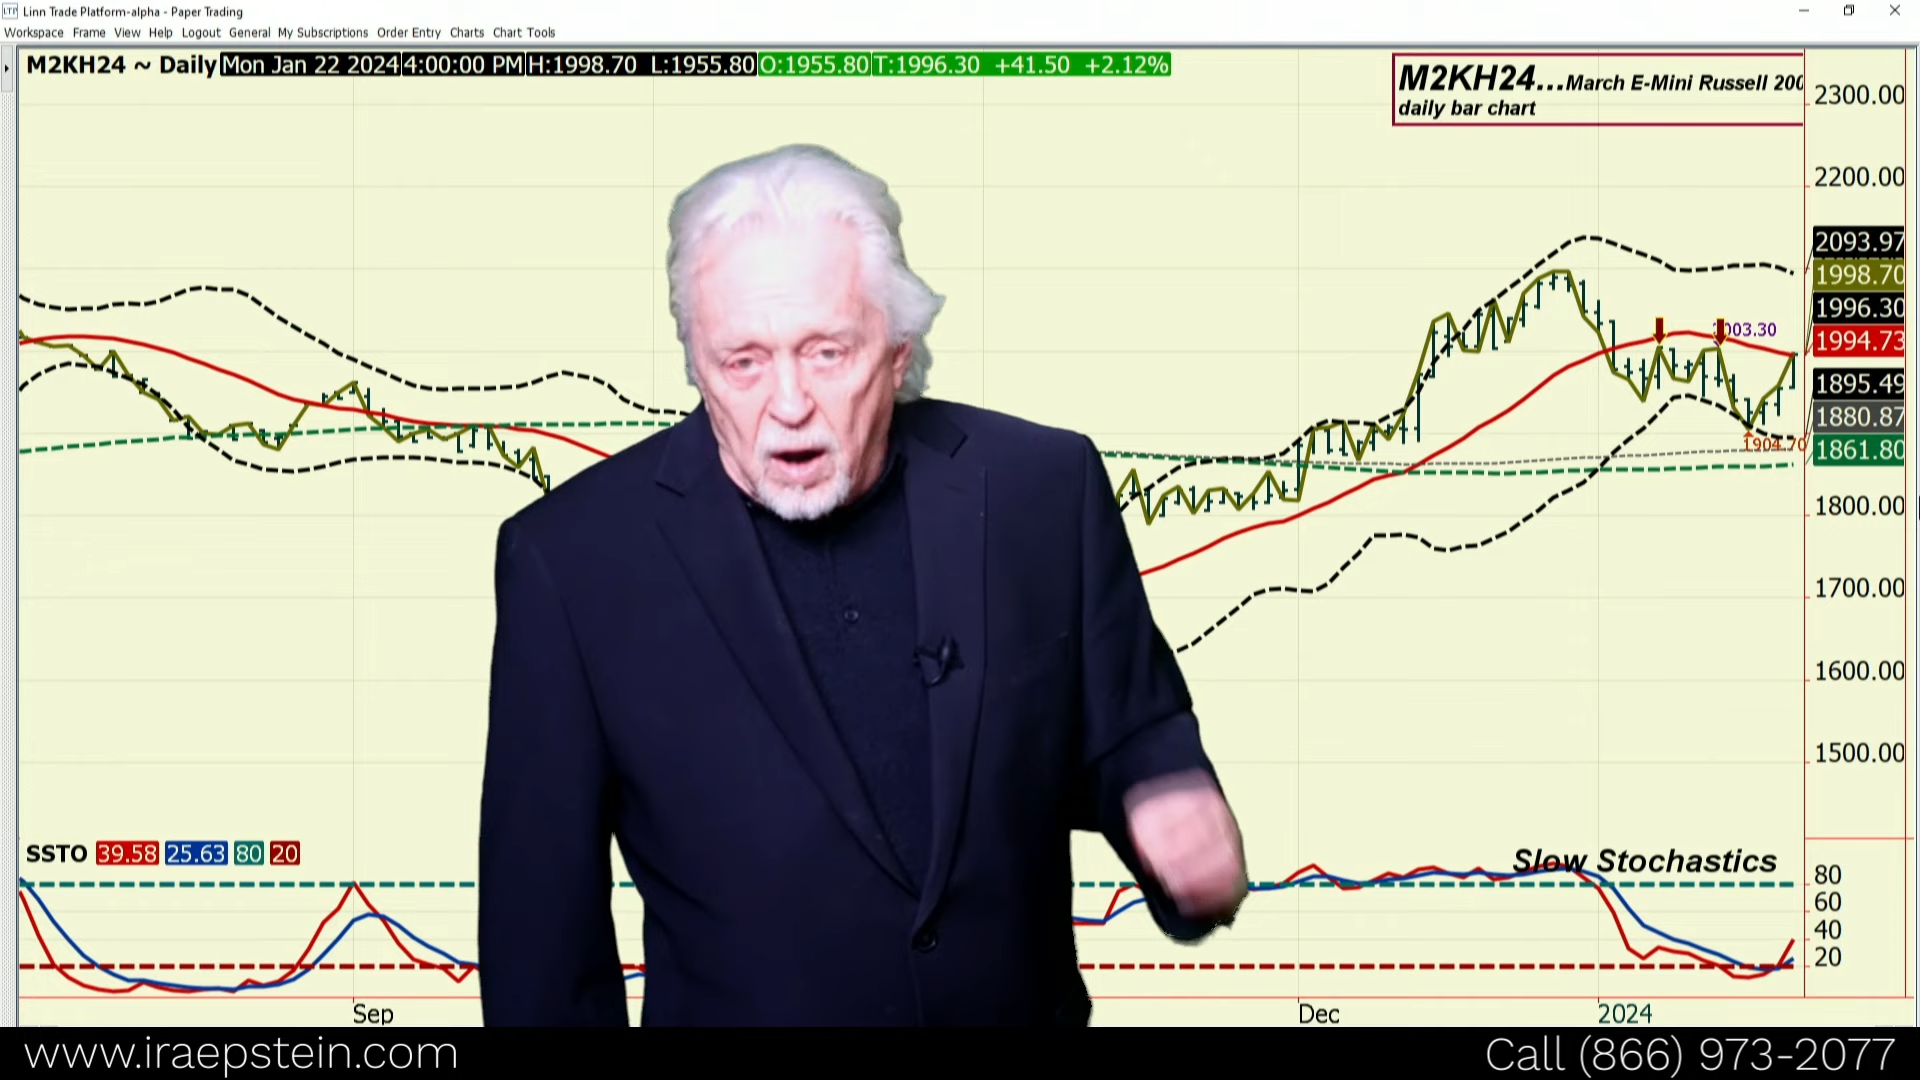 LTP Linn Trade Platform-alpha - Paper Trading
Workspace Frame View Help Logout General My Subscriptions Order Entry Charts Chart Tools
M2KH24 ~ Daily Mon Jan 22 2024 4:00:00 PM H:1998.70 L:1955.80 O:1955.80 T:1996.30 +41.50 +2.12%
M2KH24...March E-Mini Russell 200
daily bar chart
2300.00
2200.00
2093.97
1998.70
1996.30
003.30
1994.73
1895.49
1880.87
1904.70
1861.80
1800.00
1700.00
1600.00
1500.00
SSTO 39.58 25.63 80 20
Slow Stochastics
80
60
40
20
Sep Dec 2024
www.iraepstein.com Call (866) 973-2077